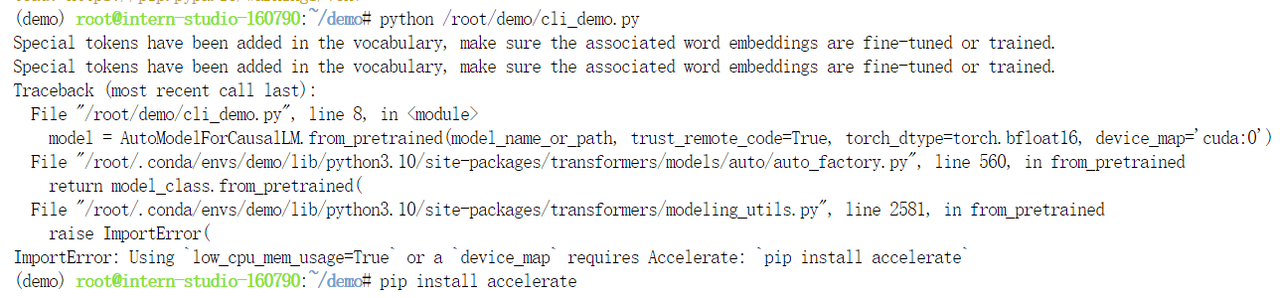 (demo) root@intern-studio-160790:~/demo# python /root/demo/cli_demo.py
Special tokens have been added in the vocabulary, make sure the associated word embeddings are fine-tuned or trained.
Special tokens have been added in the vocabulary, make sure the associated word embeddings are fine-tuned or trained.
Traceback (most recent call last):
  File "/root/demo/cli_demo.py", line 8, in <module>
    model = AutoModelForCausalLM.from_pretrained(model_name_or_path, trust_remote_code=True, torch_dtype=torch.bfloat16, device_map='cuda:0')
  File "/root/.conda/envs/demo/lib/python3.10/site-packages/transformers/models/auto/auto_factory.py", line 560, in from_pretrained
    return model_class.from_pretrained(
  File "/root/.conda/envs/demo/lib/python3.10/site-packages/transformers/modeling_utils.py", line 2581, in from_pretrained
    raise ImportError(
ImportError: Using `low_cpu_mem_usage=True` or a `device_map` requires Accelerate: `pip install accelerate`
(demo) root@intern-studio-160790:~/demo# pip install accelerate